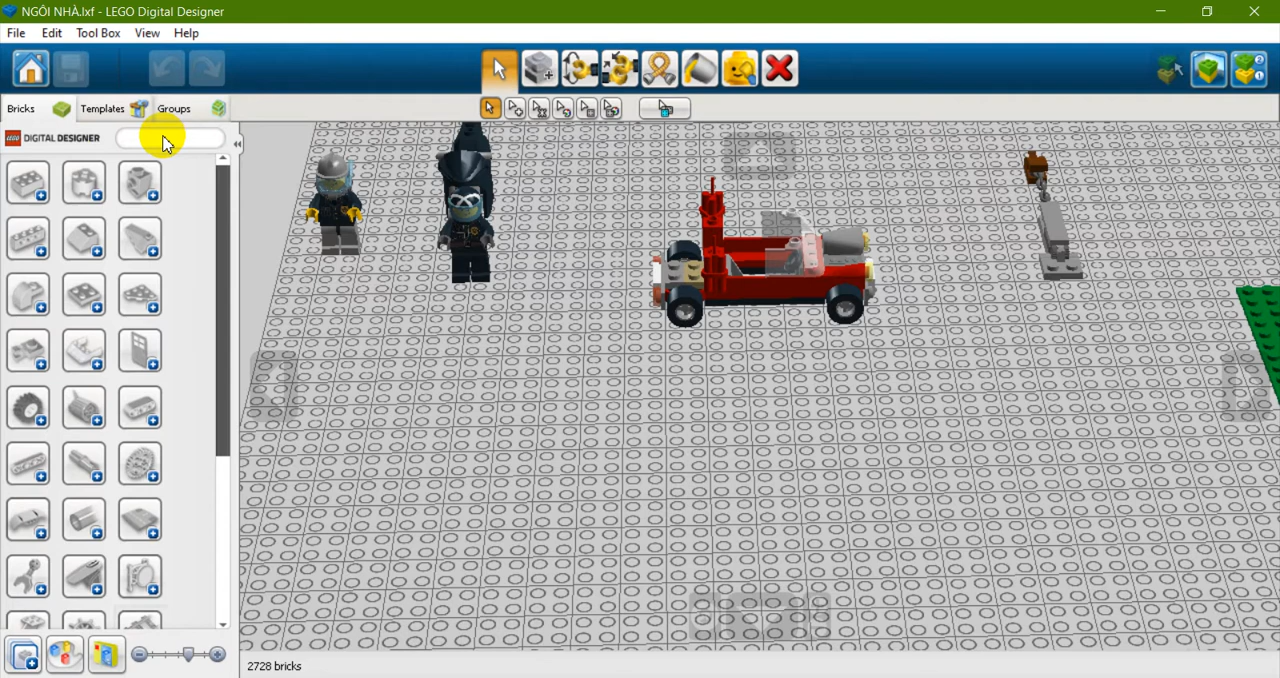 NGÔI NHÀ.lxf - LEGO Digital Designer
File Edit Tool Box View Help
Bricks Templates Groups
LEGO DIGITAL DESIGNER
2728 bricks